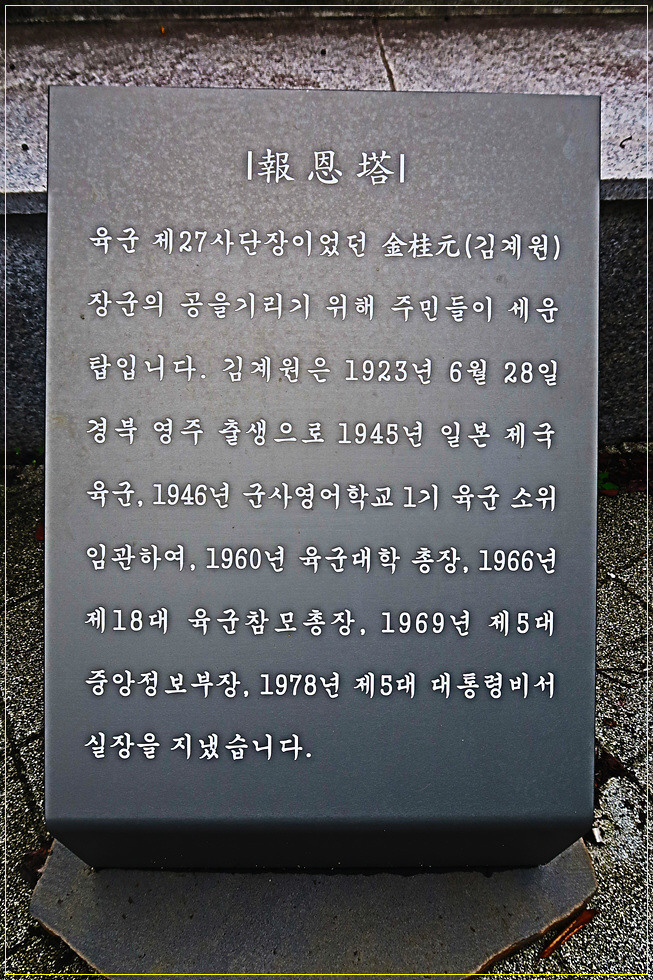 |報恩塔|
육군 제27사단장이었던 金桂元(김계원)
장군의 공을기리기 위해 주민들이 세운
탑입니다. 김계원은 1923년 6월 28일
경북 영주 출생으로 1945년 일본 제국
육군, 1946년 군사영어학교 1기 육군 소위
임관하여, 1960년 육군대학 총장, 1966년
제18대 육군참모총장, 1969년 제5대
중앙정보부장, 1978년 제5대 대통령비서
실장을 지냈습니다.